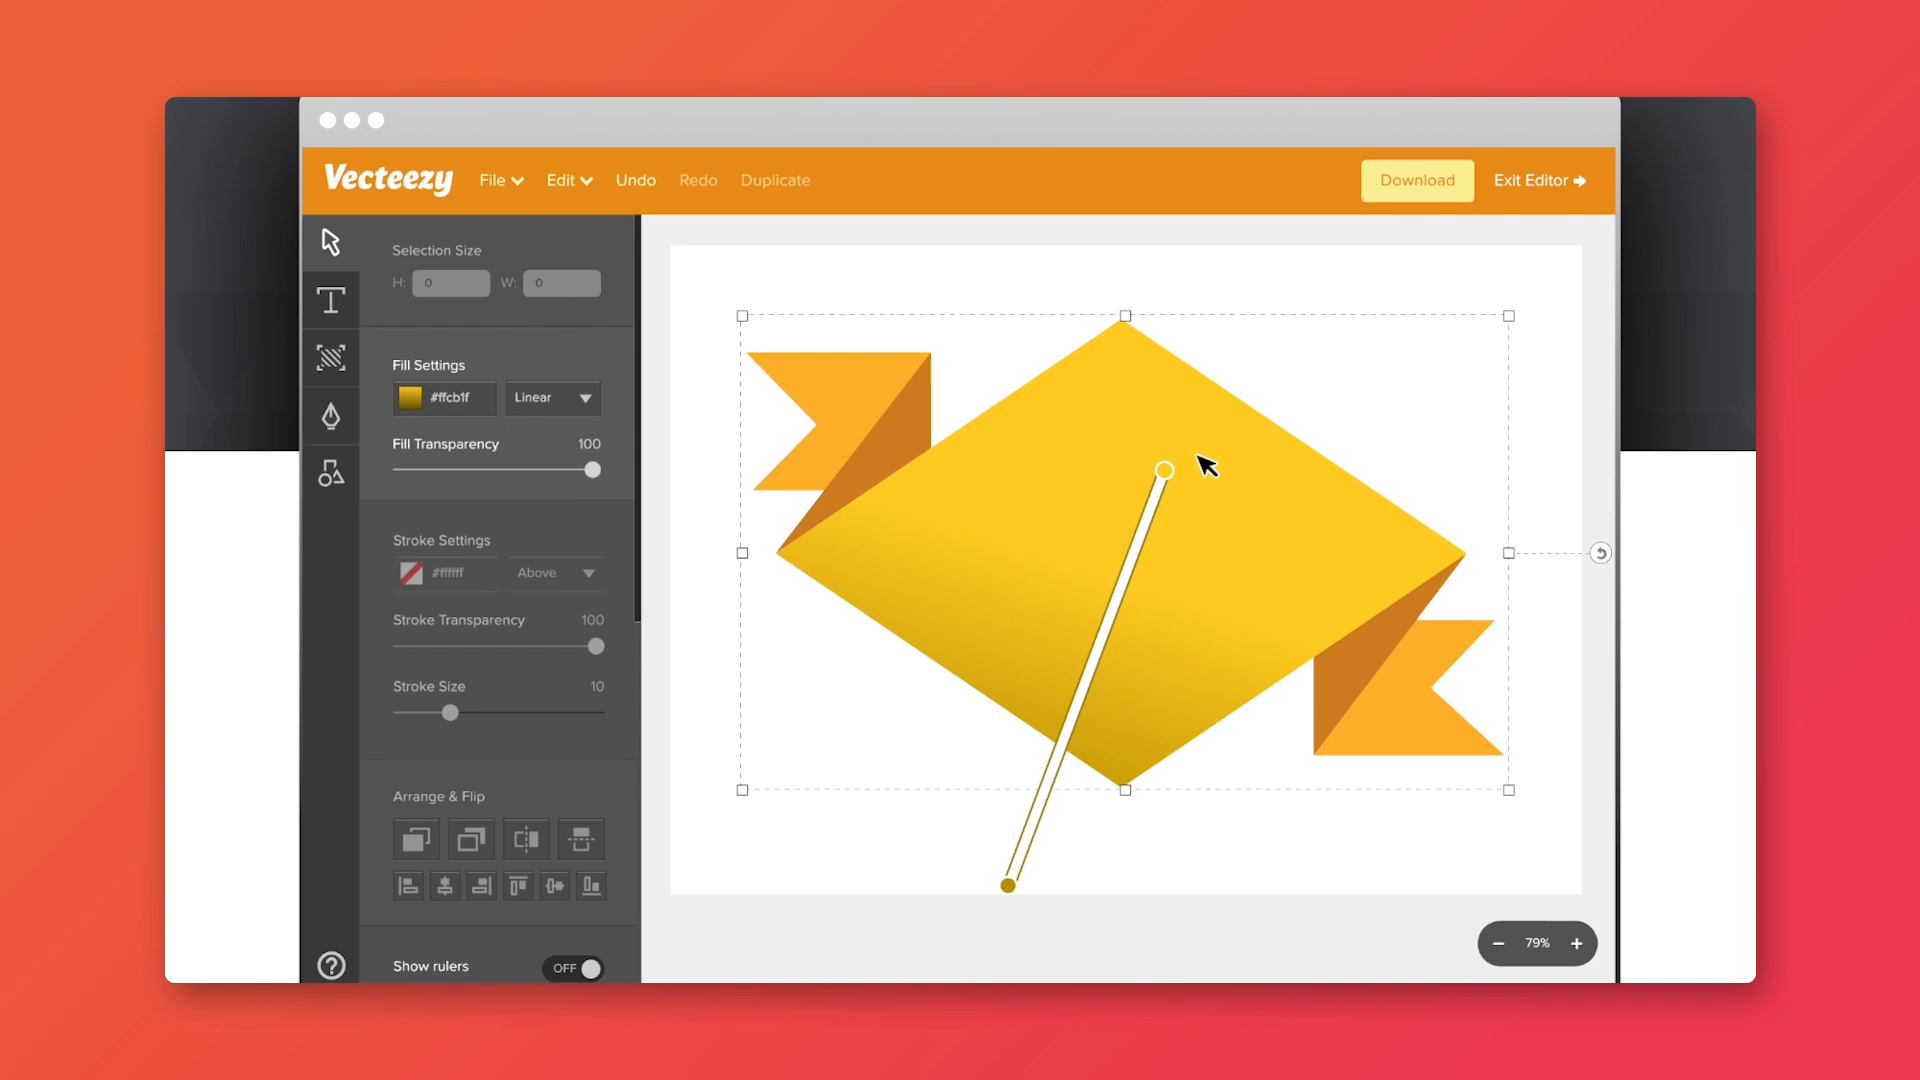 Vecteezy File Edit Undo Redo Duplicate Download Exit Editor
Selection Size
H: 0 W: 0
Fill Settings
#ffcb1f Linear
Fill Transparency 100
Stroke Settings
#ffffff Above
Stroke Transparency 100
Stroke Size 10
Arrange & Flip
Show rulers OFF
79%